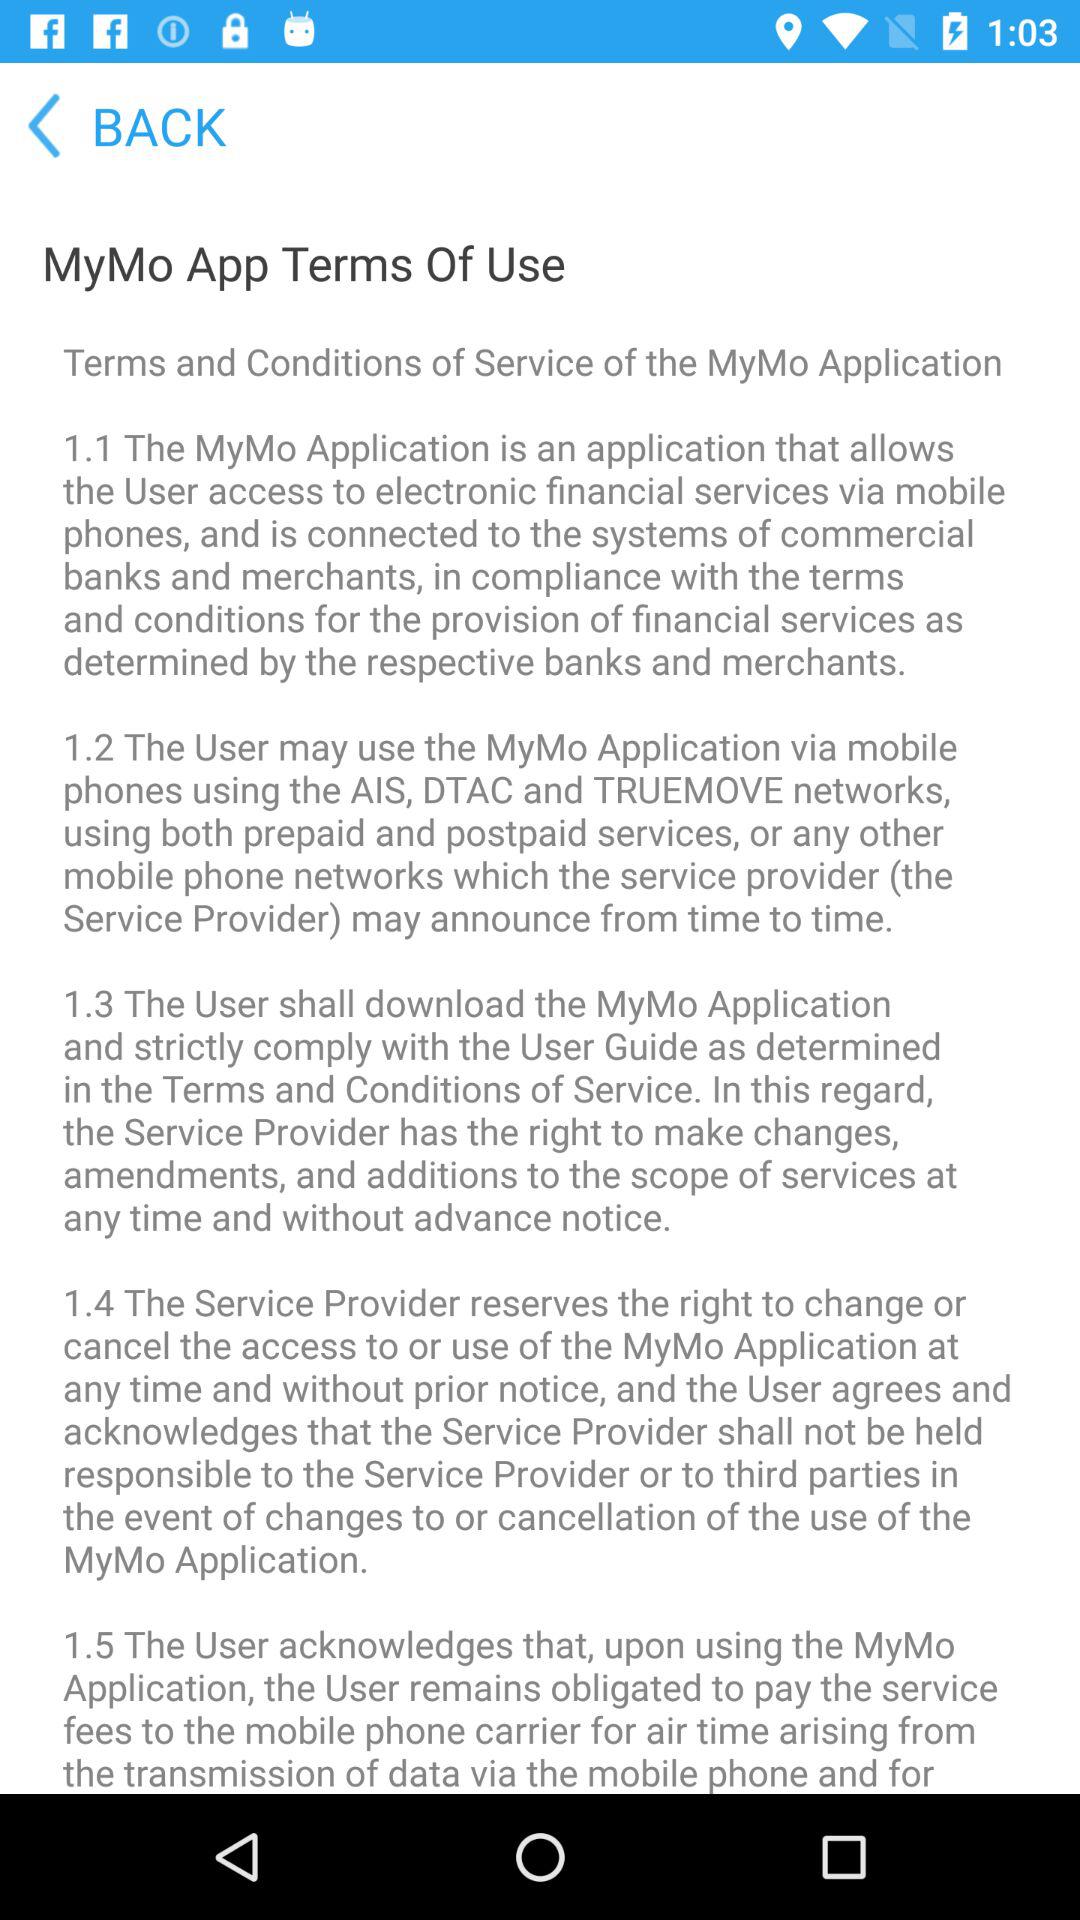 1:03
BACK
MyMo App Terms Of Use
Terms and Conditions of Service of the MyMo Application
1.1 The MyMo Application is an application that allows
the User access to electronic financial services via mobile
phones, and is connected to the systems of commercial
banks and merchants, in compliance with the terms
and conditions for the provision of financial services as
determined by the respective banks and merchants.
1.2 The User may use the MyMo Application via mobile
phones using the AIS, DTAC and TRUEMOVE networks,
using both prepaid and postpaid services, or any other
mobile phone networks which the service provider (the
Service Provider) may announce from time to time.
1.3 The User shall download the MyMo Application
and strictly comply with the User Guide as determined
in the Terms and Conditions of Service. In this regard,
the Service Provider has the right to make changes,
amendments, and additions to the scope of services at
any time and without advance notice.
1.4 The Service Provider reserves the right to change or
cancel the access to or use of the MyMo Application at
any time and without prior notice, and the User agrees and
acknowledges that the Service Provider shall not be held
responsible to the Service Provider or to third parties in
the event of changes to or cancellation of the use of the
MyMo Application.
1.5 The User acknowledges that, upon using the MyMo
Application, the User remains obligated to pay the service
fees to the mobile phone carrier for air time arising from
the transmission of data via the mobile phone and for